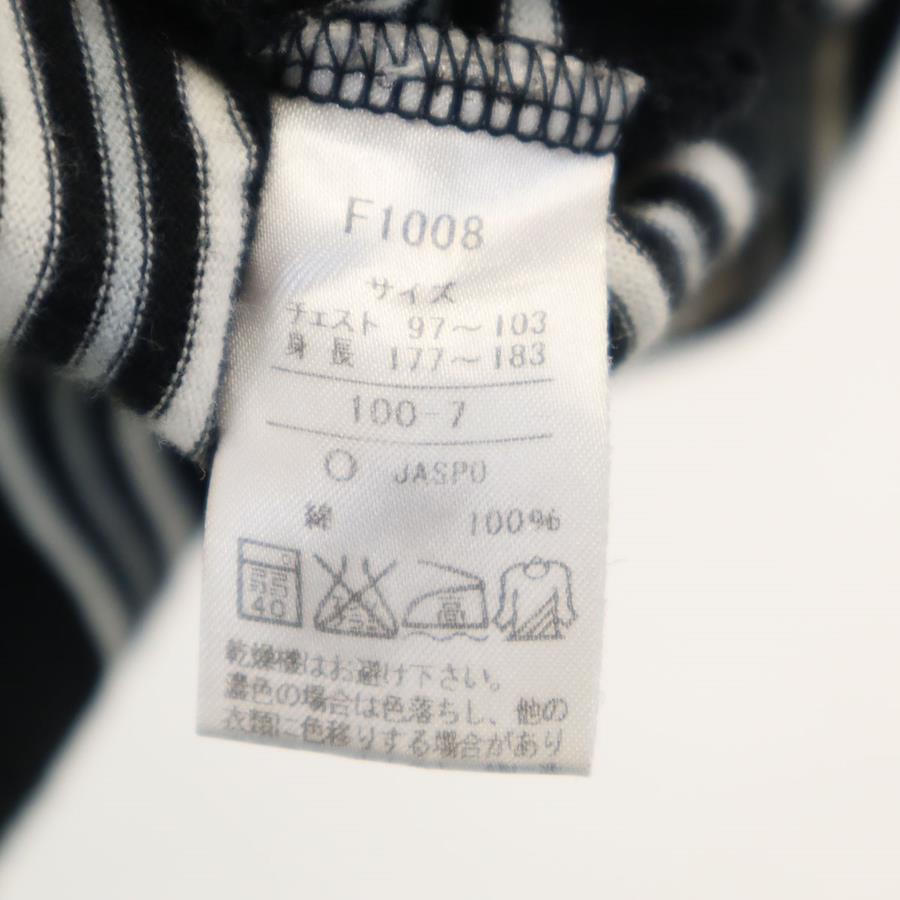 F1008
サイズ
チェスト 97〜103
身長 177〜183
100-7
○ JASPO
綿 100%
弱 40
高
乾燥機はお避け下さい。
濃色の場合は色落ちし、他の
衣類に色移りする場合があり